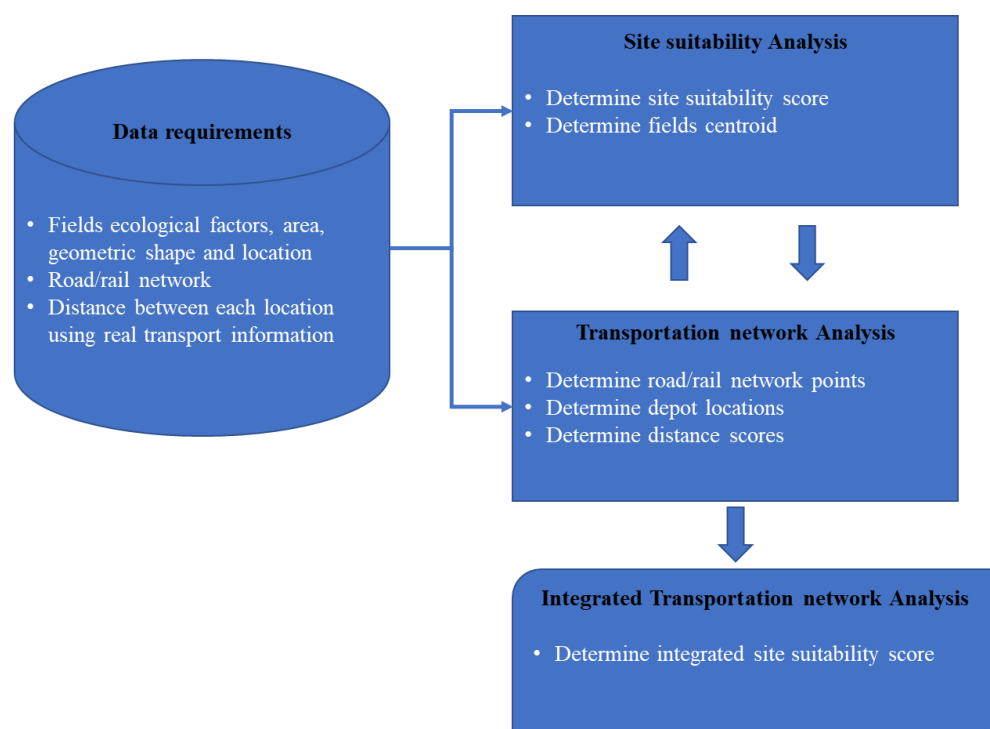 Data requirements
• Fields ecological factors, area,
geometric shape and location
• Road/rail network
• Distance between each location
using real transport information
Site suitability Analysis
• Determine site suitability score
• Determine fields centroid
Transportation network Analysis
• Determine road/rail network points
• Determine depot locations
• Determine distance scores
Integrated Transportation network Analysis
• Determine integrated site suitability score